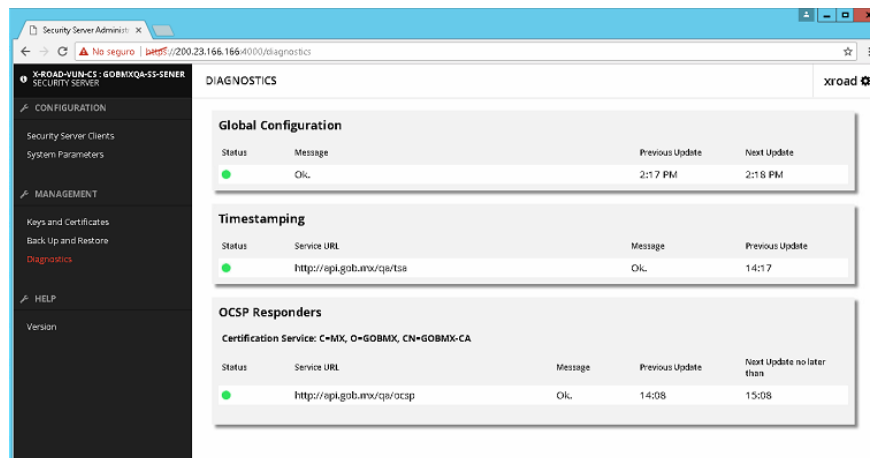 Security Server Administr
No seguro | https://200.23.166.166:4000/diagnostics
X-ROAD-VUN-CS : GOBMXQA-SS-SENER
SECURITY SERVER
DIAGNOSTICS
xroad
CONFIGURATION
Security Server Clients
System Parameters
MANAGEMENT
Keys and Certificates
Back Up and Restore
Diagnostics
HELP
Version
Global Configuration
Status Message Previous Update Next Update
Ok. 2:17 PM 2:18 PM
Timestamping
Status Service URL Message Previous Update
http://api.gob.mx/qa/tsa Ok. 14:17
OCSP Responders
Certification Service: C=MX, O=GOBMX, CN=GOBMX-CA
Status Service URL Message Previous Update Next Update no later than
http://api.gob.mx/qa/ocsp Ok. 14:08 15:08